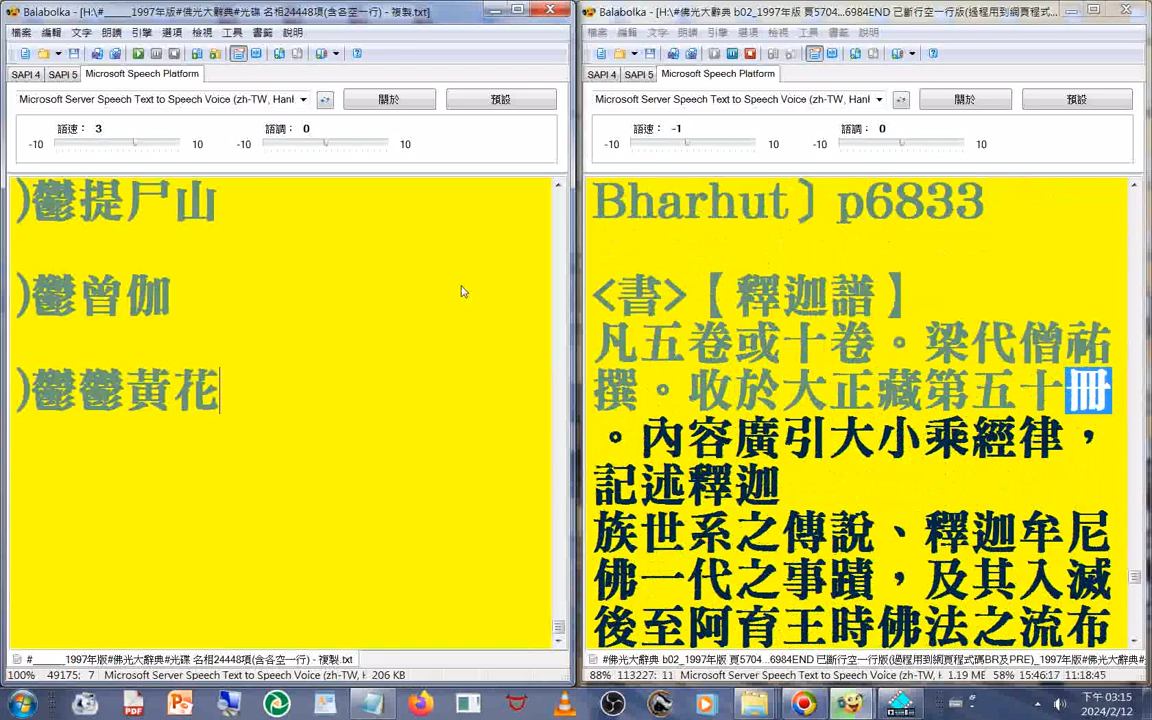 Balabolka - [H:\#_____1997年版#佛光大辭典#光碟 名相24448項(含各空一行) - 複製.txt]
檔案 編輯 文字 朗讀 引擎 選項 檢視 工具 書籤 說明
SAPI 4 SAPI 5 Microsoft Speech Platform
Microsoft Server Speech Text to Speech Voice (zh-TW, Hanl 關於 預設
語速： 3 語調： 0
-10 10 -10 10
)鬱提尸山
)鬱曾伽
)鬱鬱黃花
#_____1997年版#佛光大辭典#光碟 名相24448項(含各空一行) - 複製.txt
100% 49175: 7 Microsoft Server Speech Text to Speech Voice (zh-TW, H 206 KB
Balabolka - [H:\#佛光大辭典 b02_1997年版 頁5704...6984END 已斷行空一行版(過程用到網頁程式...
檔案 編輯 文字 朗讀 引擎 選項 檢視 工具 書籤 說明
SAPI 4 SAPI 5 Microsoft Speech Platform
Microsoft Server Speech Text to Speech Voice (zh-TW, Hanl 關於 預設
語速： -1 語調： 0
-10 10 -10 10
Bharhut〕p6833
<書>【釋迦譜】
凡五卷或十卷。梁代僧祐
撰。收於大正藏第五十冊
。內容廣引大小乘經律，
記述釋迦
族世系之傳說、釋迦牟尼
佛一代之事蹟，及其入滅
後至阿育王時佛法之流布
#佛光大辭典 b02_1997年版 頁5704...6984END 已斷行空一行版(過程用到網頁程式碼BR及PRE)_1997年版#佛光大辭典#
88% 113227: 11 Microsoft Server Speech Text to Speech Voice (zh-TW, H 1.19 ME 58% 15:46:17 11:18:45
下午 03:15
2024/2/12